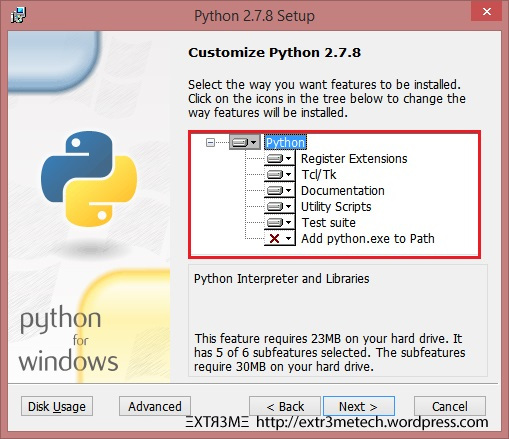 Python 2.7.8 Setup
Customize Python 2.7.8
Select the way you want features to be installed.
Click on the icons in the tree below to change the
way features will be installed.
Python
Register Extensions
Tcl/Tk
Documentation
Utility Scripts
Test suite
Add python.exe to Path
Python Interpreter and Libraries
This feature requires 23MB on your hard drive. It
has 5 of 6 subfeatures selected. The subfeatures
require 30MB on your hard drive.
python
for
windows
Disk Usage
Advanced
< Back
Next >
Cancel
ΞXTЯ3MΞ http://extr3metech.wordpress.com